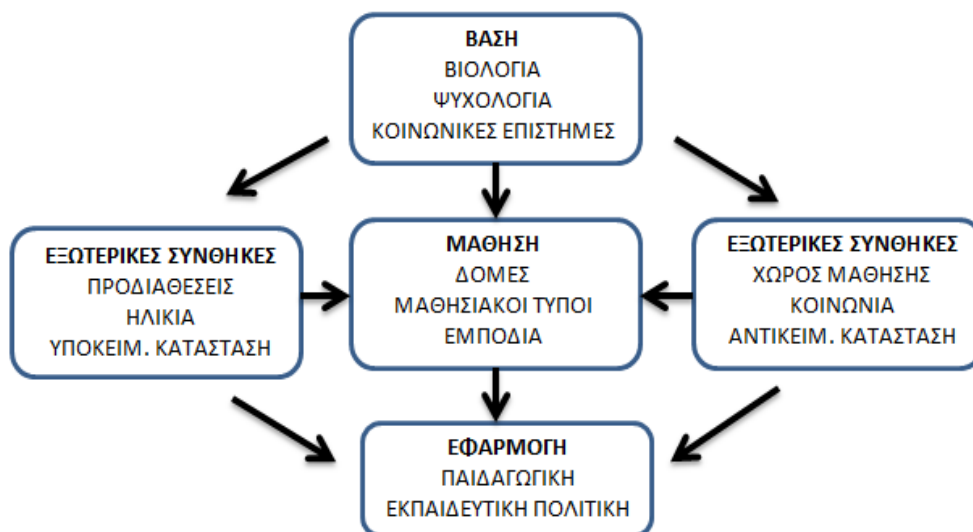 ΒΑΣΗ
ΒΙΟΛΟΓΙΑ
ΨΥΧΟΛΟΓΙΑ
ΚΟΙΝΩΝΙΚΕΣ ΕΠΙΣΤΗΜΕΣ
ΕΞΩΤΕΡΙΚΕΣ ΣΥΝΘΗΚΕΣ
ΠΡΟΔΙΑΘΕΣΕΙΣ
ΗΛΙΚΙΑ
ΥΠΟΚΕΙΜ. ΚΑΤΑΣΤΑΣΗ
ΜΑΘΗΣΗ
ΔΟΜΕΣ
ΜΑΘΗΣΙΑΚΟΙ ΤΥΠΟΙ
ΕΜΠΟΔΙΑ
ΕΞΩΤΕΡΙΚΕΣ ΣΥΝΘΗΚΕΣ
ΧΩΡΟΣ ΜΑΘΗΣΗΣ
ΚΟΙΝΩΝΙΑ
ΑΝΤΙΚΕΙΜ. ΚΑΤΑΣΤΑΣΗ
ΕΦΑΡΜΟΓΗ
ΠΑΙΔΑΓΩΓΙΚΗ
ΕΚΠΑΙΔΕΥΤΙΚΗ ΠΟΛΙΤΙΚΗ